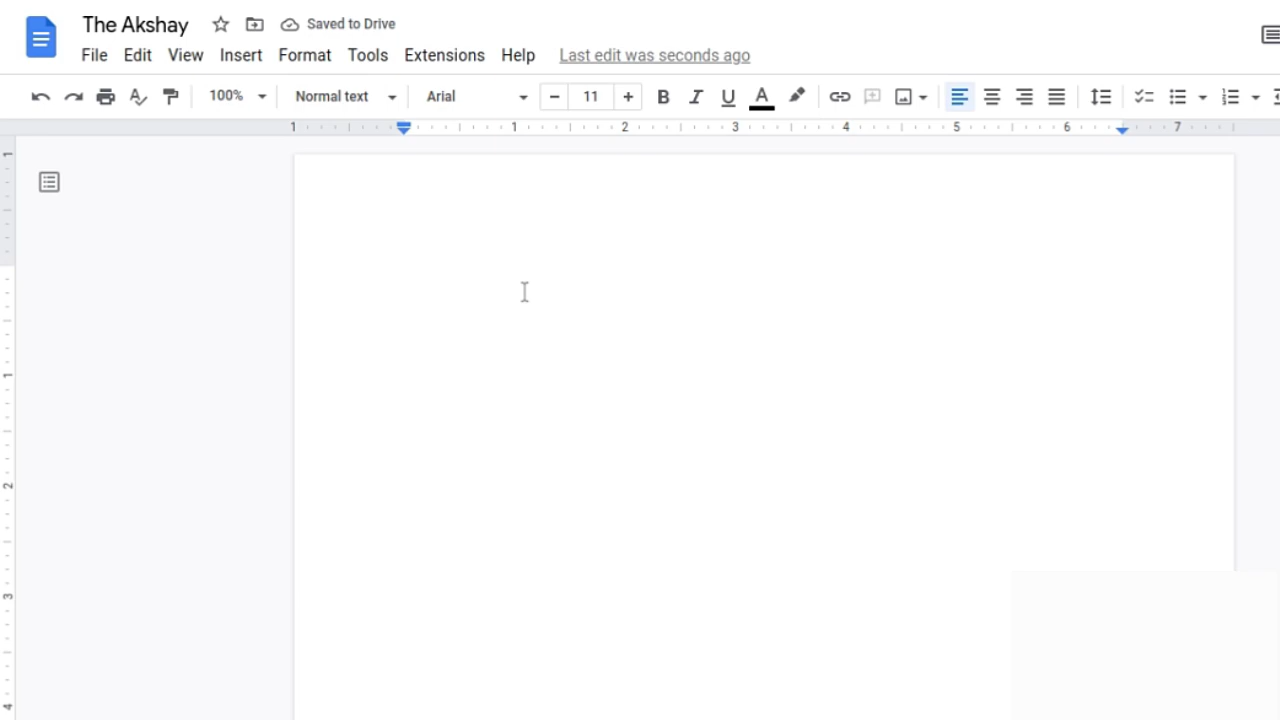 The Akshay Saved to Drive
File Edit View Insert Format Tools Extensions Help Last edit was seconds ago
100% Normal text Arial 11 B I U A
1 1 2 3 4 5 6 7
1
1
2
3
4